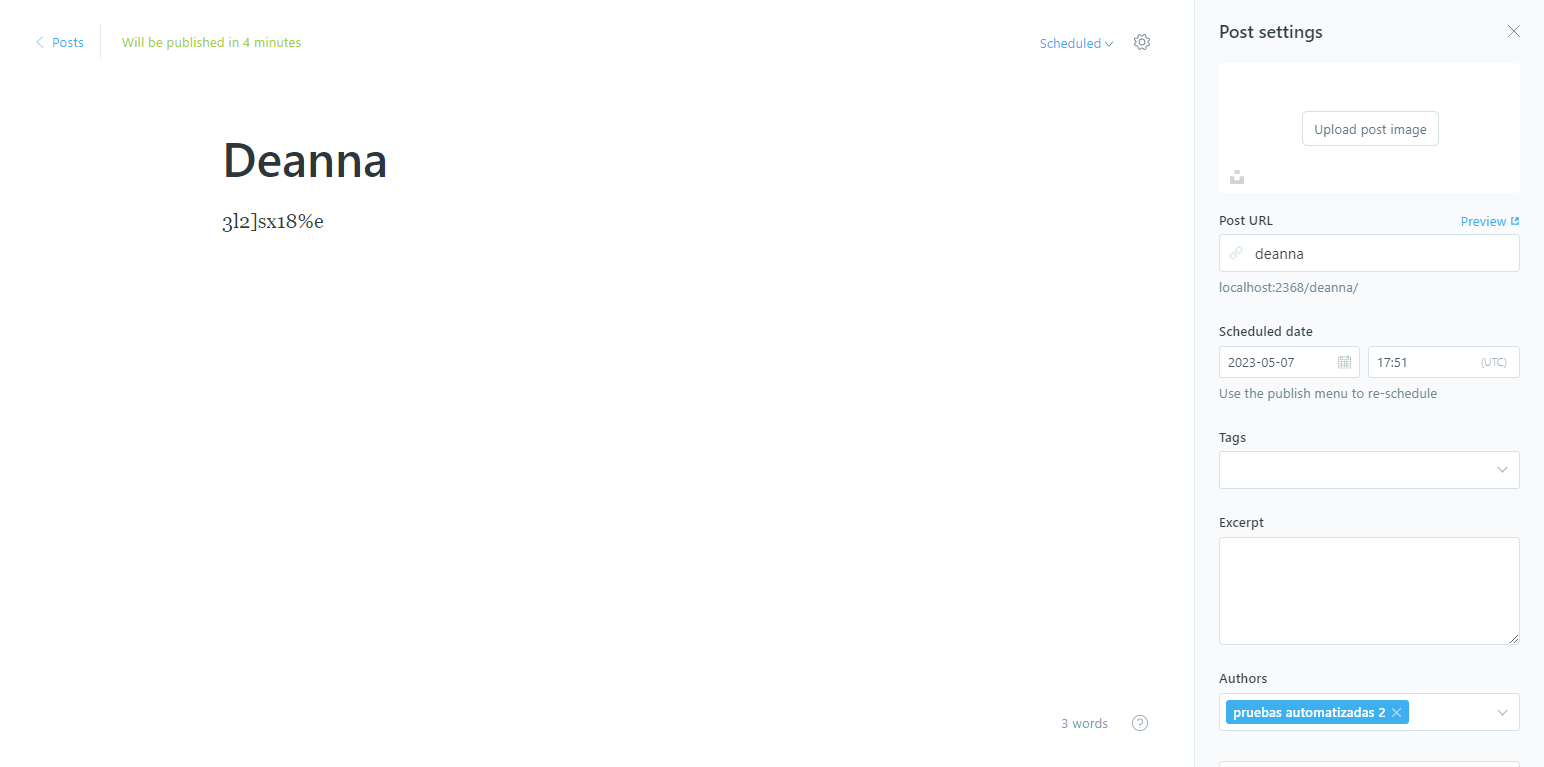 Posts
Will be published in 4 minutes
Scheduled
Deanna
3l2]sx18%e
3 words
Post settings
Upload post image
Post URL
Preview
deanna
localhost:2368/deanna/
Scheduled date
2023-05-07
17:51
(UTC)
Use the publish menu to re-schedule
Tags
Excerpt
Authors
pruebas automatizadas 2